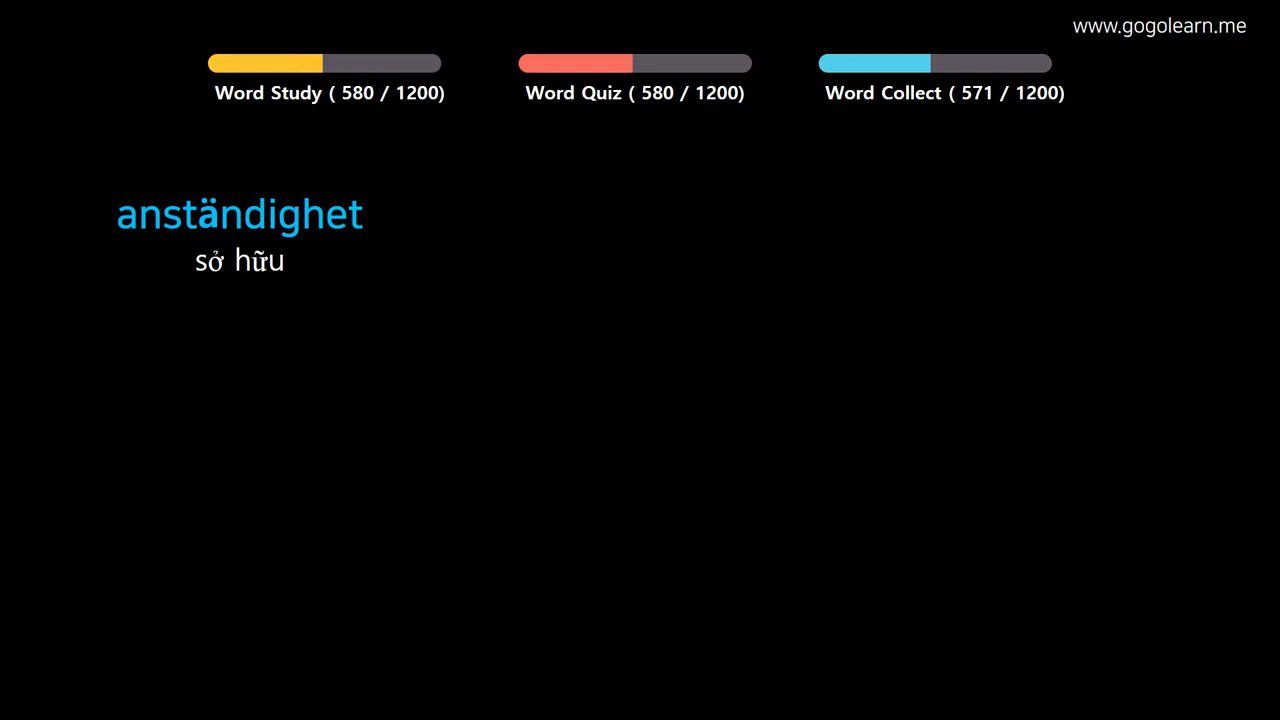 www.gogolearn.me
Word Study ( 580 / 1200)
Word Quiz ( 580 / 1200)
Word Collect ( 571 / 1200)
anständighet
sở hữu